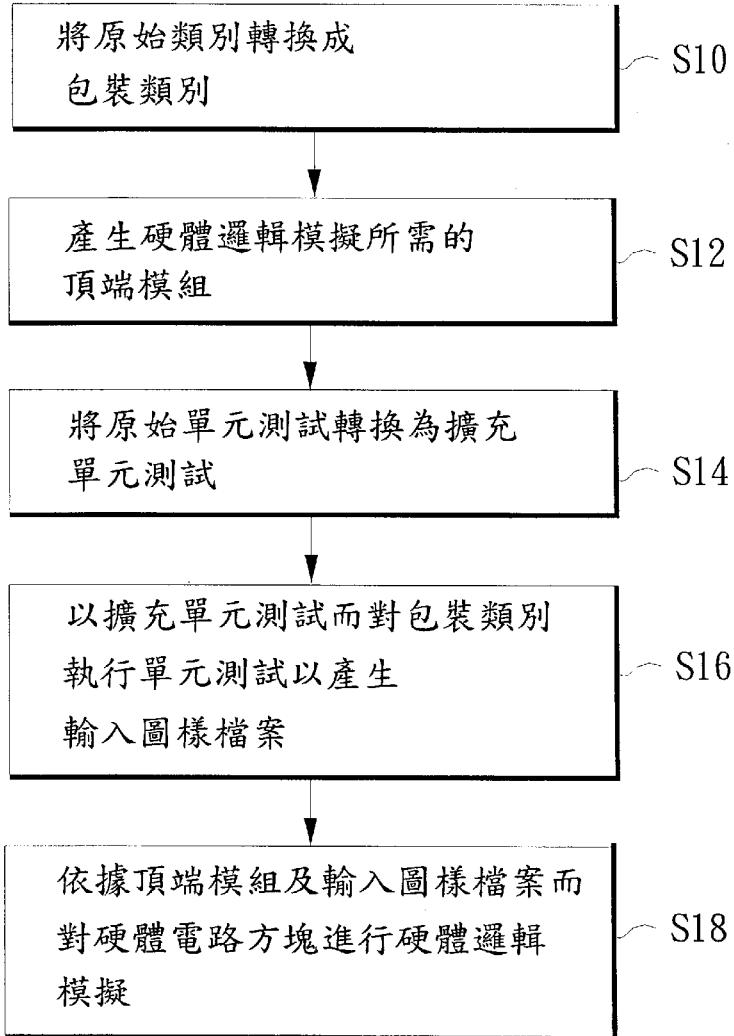 將原始類別轉換成
包裝類別
S10
產生硬體邏輯模擬所需的
頂端模組
S12
將原始單元測試轉換為擴充
單元測試
S14
以擴充單元測試而對包裝類別
執行單元測試以產生
輸入圖樣檔案
S16
依據頂端模組及輸入圖樣檔案而
對硬體電路方塊進行硬體邏輯
模擬
S18